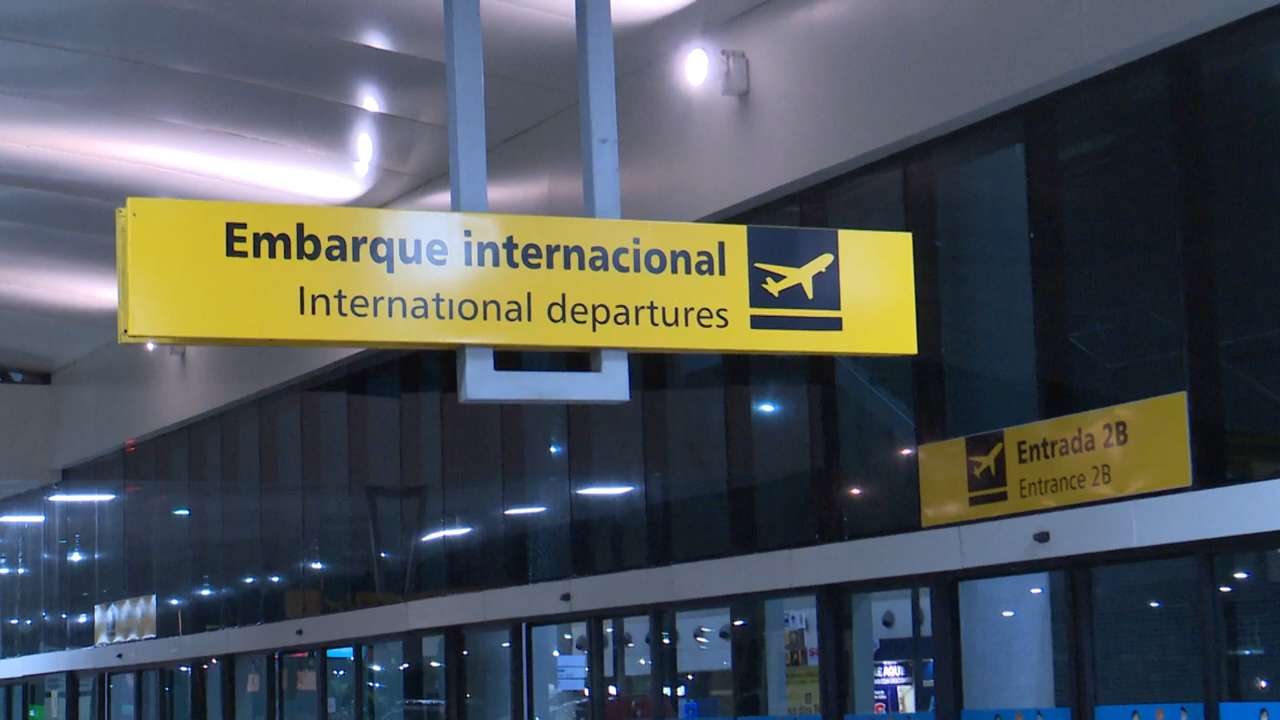 Embarque internacional
International departures
Entrada 2B
Entrance 2B